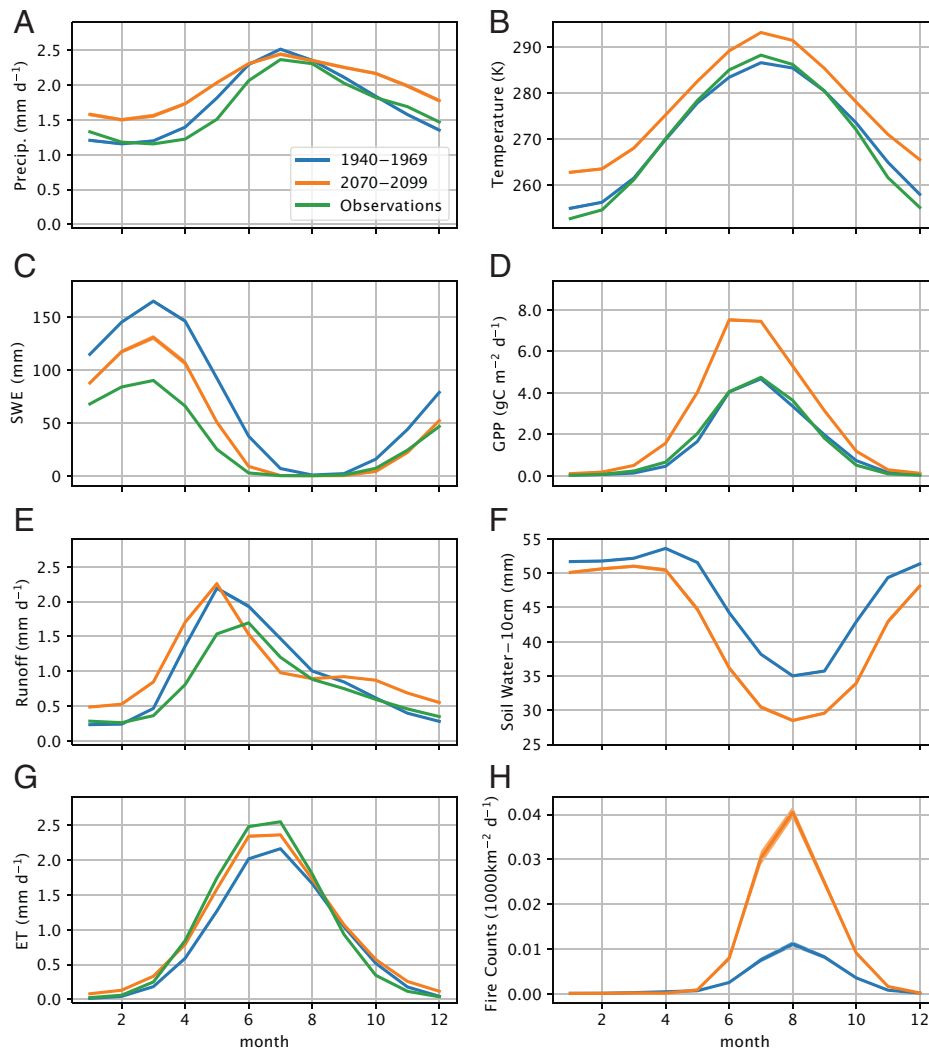 A
Precip. (mm d⁻¹)
2.5
2.0
1.5
1.0
0.5
0.0
1940−1969
2070−2099
Observations
B
Temperature (K)
290
280
270
260
C
SWE (mm)
150
100
50
0
D
GPP (gC m⁻² d⁻¹)
8.0
6.0
4.0
2.0
0.0
E
Runoff (mm d⁻¹)
2.5
2.0
1.5
1.0
0.5
0.0
F
Soil Water−10cm (mm)
55
50
45
40
35
30
25
G
ET (mm d⁻¹)
2.5
2.0
1.5
1.0
0.5
0.0
2 4 6 8 10 12
month
H
Fire Counts (1000km⁻² d⁻¹)
0.04
0.03
0.02
0.01
0.00
2 4 6 8 10 12
month